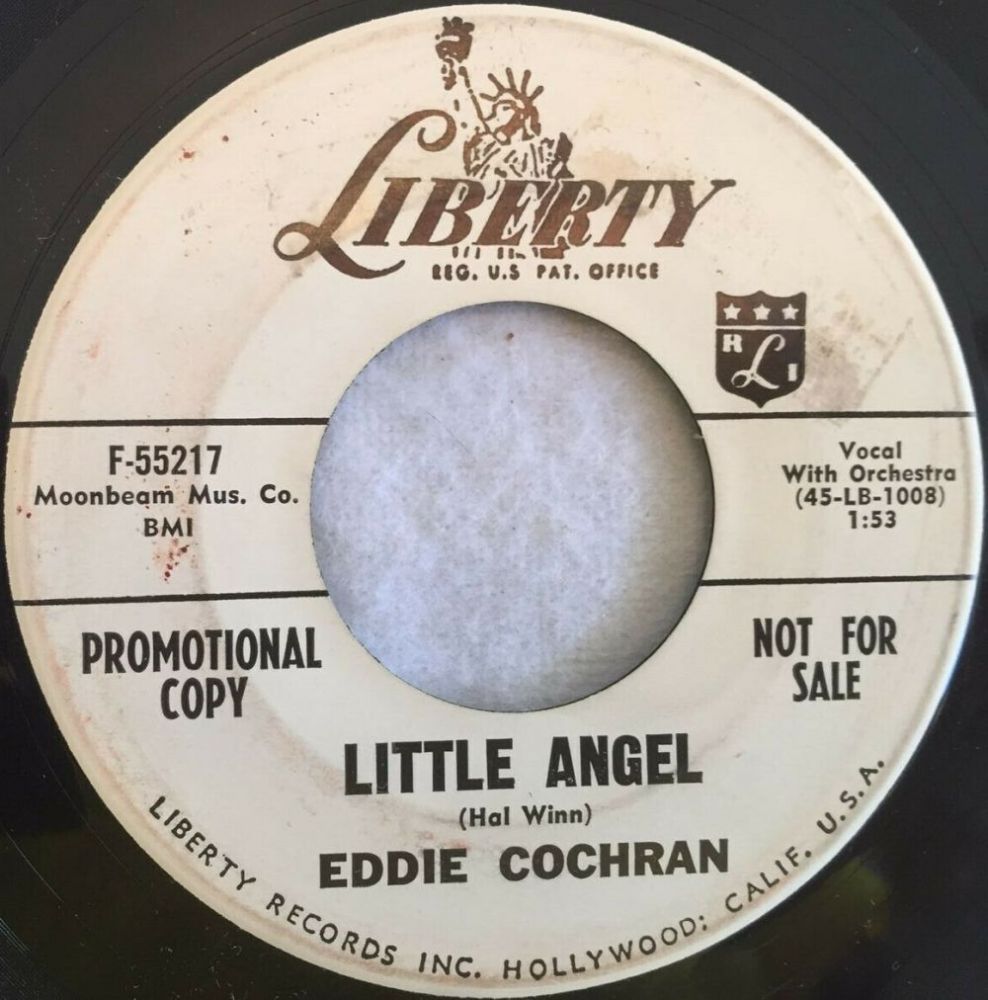 LIBERTY
REG. U.S PAT. OFFICE
R L I
F-55217
Moonbeam Mus. Co.
BMI
Vocal
With Orchestra
(45-LB-1008)
1:53
PROMOTIONAL
COPY
NOT FOR
SALE
LITTLE ANGEL
(Hal Winn)
EDDIE COCHRAN
LIBERTY RECORDS INC. HOLLYWOOD; CALIF. U.S.A.